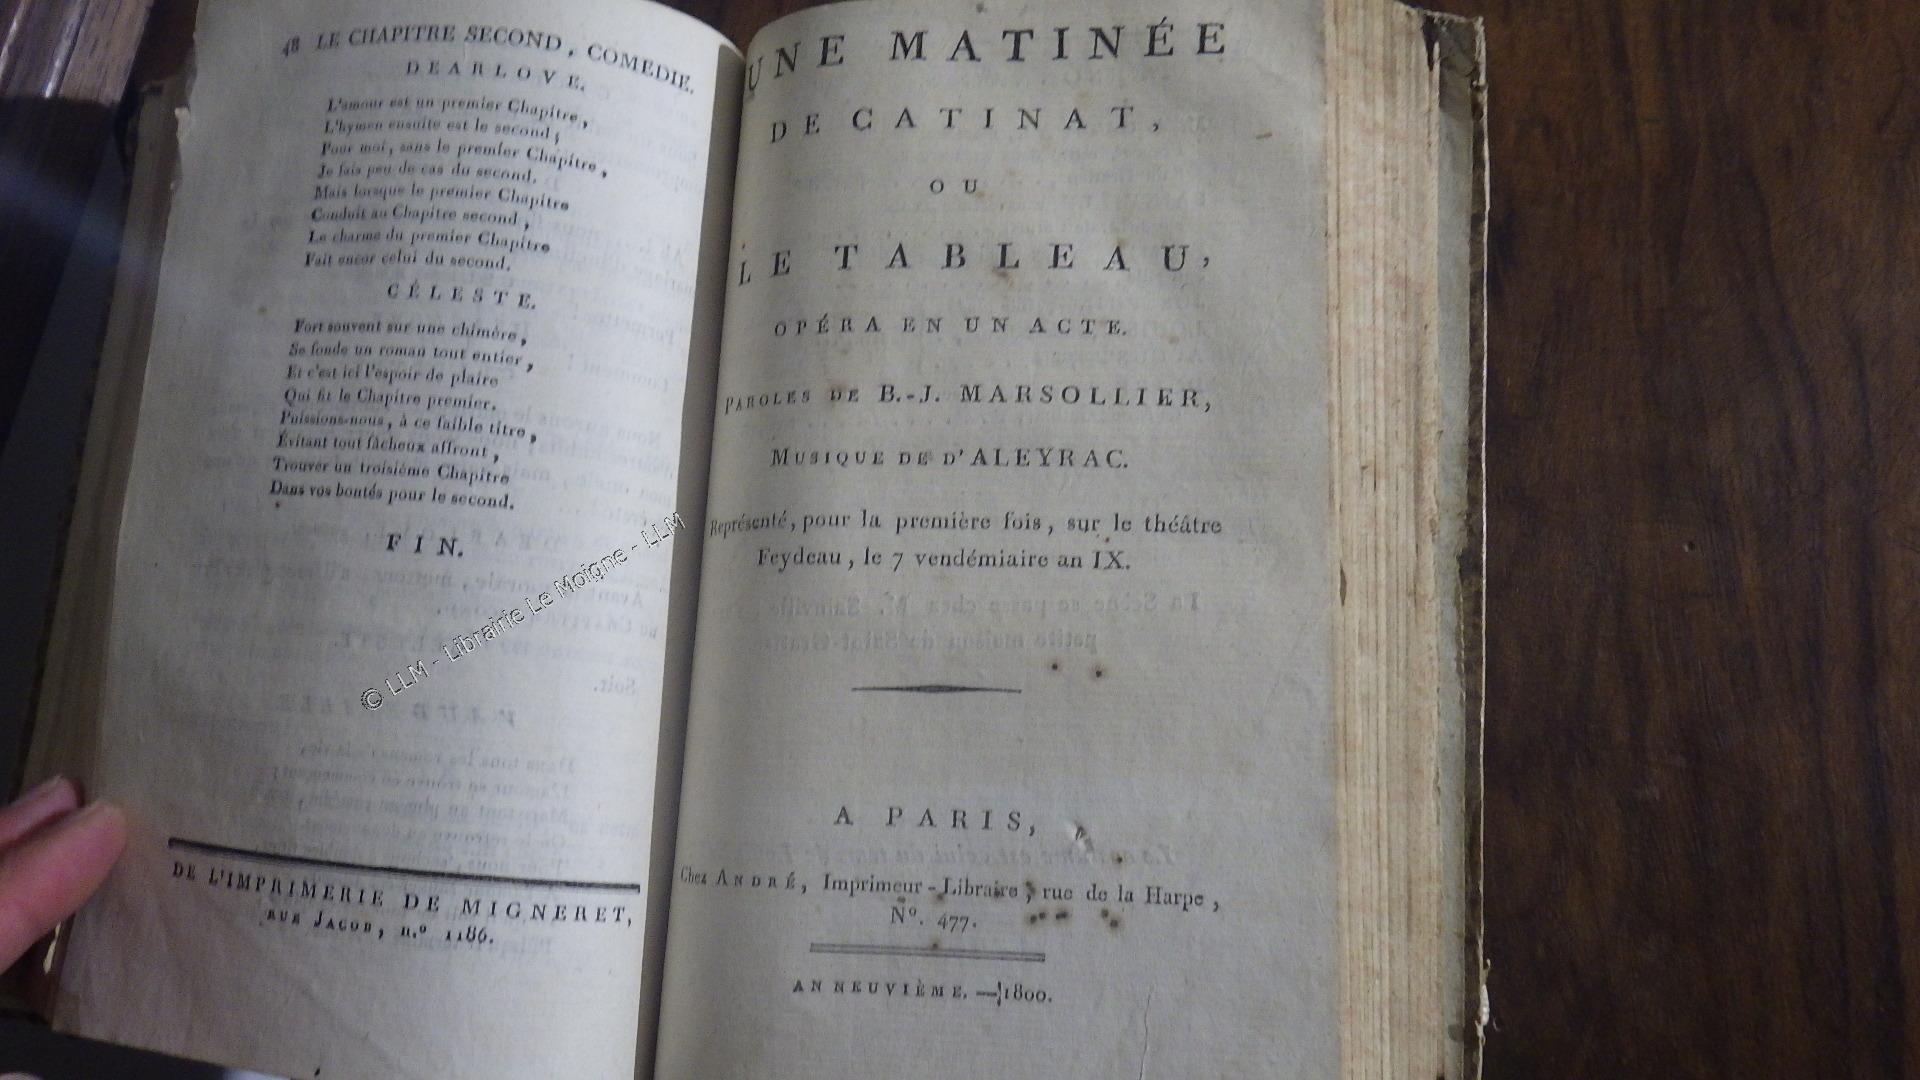 48 LE CHAPITRE SECOND, COMÉDIE.
DEARLOVE.
L'amour est un premier Chapitre,
L'hymen ensuite est le second;
Pour moi, sans le premier Chapitre,
Je fais peu de cas du second.
Mais lorsque le premier Chapitre
Conduit au Chapitre second,
Le charme du premier Chapitre
Fait encor celui du second.
CÉLESTE.
Fort souvent sur une chimère,
Se fonde un roman tout entier,
Et c'est ici l'espoir de plaire
Qui fit le Chapitre premier.
Puissions-nous, à ce faible titre,
Évitant tout fâcheux affront,
Trouver un troisième Chapitre
Dans vos bontés pour le second.
FIN.
DE L'IMPRIMERIE DE MIGNERET,
RUE JACOB, n.º 1186.
© LLM - Librairie Le Moigne - LLM
UNE MATINÉE
DE CATINAT,
OU
LE TABLEAU,
OPÉRA EN UN ACTE.
PAROLES DE B.-J. MARSOLLIER,
MUSIQUE DE D'ALEYRAC.
Représenté, pour la première fois, sur le théâtre
Feydeau, le 7 vendémiaire an IX.
A PARIS,
Chez ANDRÉ, Imprimeur-Libraire, rue de la Harpe,
Nº. 477.
AN NEUVIÈME. — 1800.